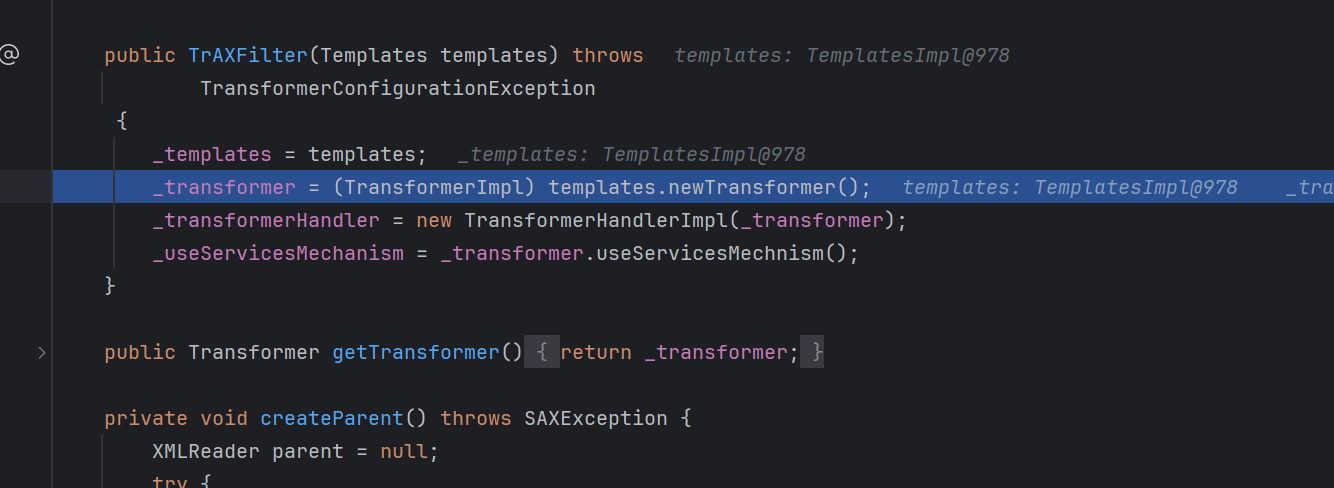 @
public TrAXFilter(Templates templates) throws   templates: TemplatesImpl@978
        TransformerConfigurationException
 {
    _templates = templates;   _templates: TemplatesImpl@978
    _transformer = (TransformerImpl) templates.newTransformer();   templates: TemplatesImpl@978    _tra
    _transformerHandler = new TransformerHandlerImpl(_transformer);
    _useServicesMechanism = _transformer.useServicesMechnism();
}
public Transformer getTransformer() { return _transformer; }
private void createParent() throws SAXException {
    XMLReader parent = null;
    try {